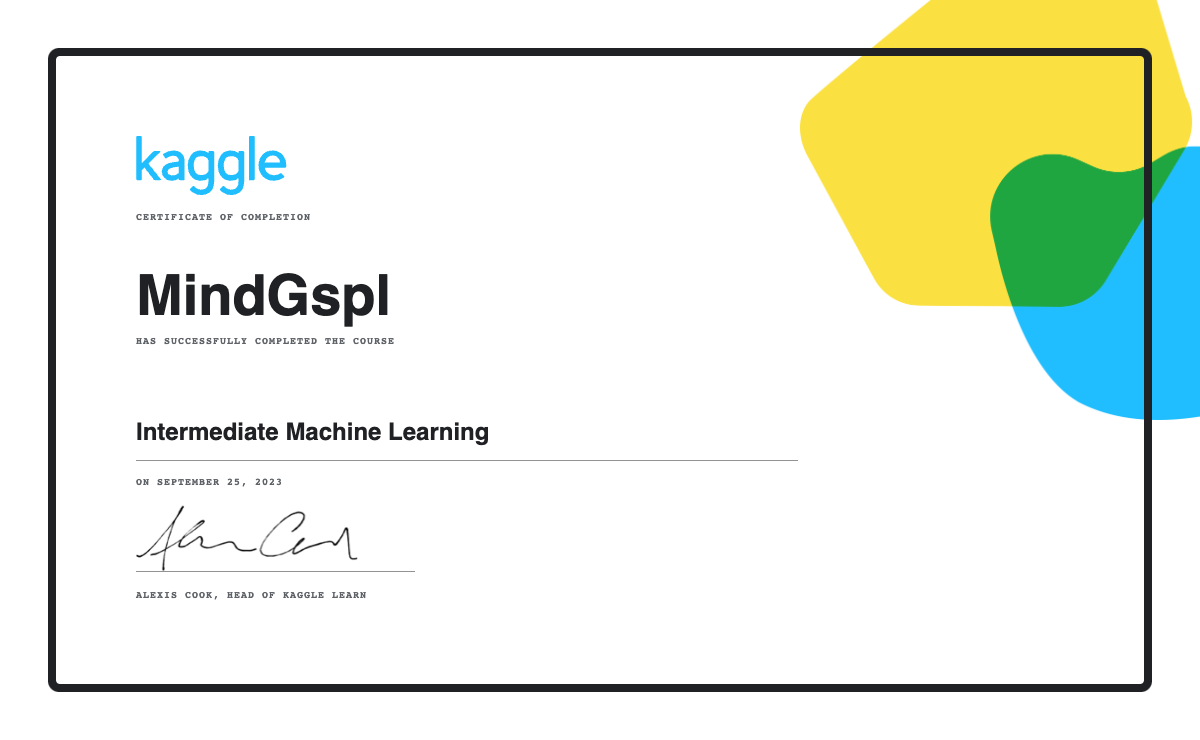 kaggle
CERTIFICATE OF COMPLETION
MindGspl
HAS SUCCESSFULLY COMPLETED THE COURSE
Intermediate Machine Learning
ON SEPTEMBER 25, 2023
ALEXIS COOK, HEAD OF KAGGLE LEARN